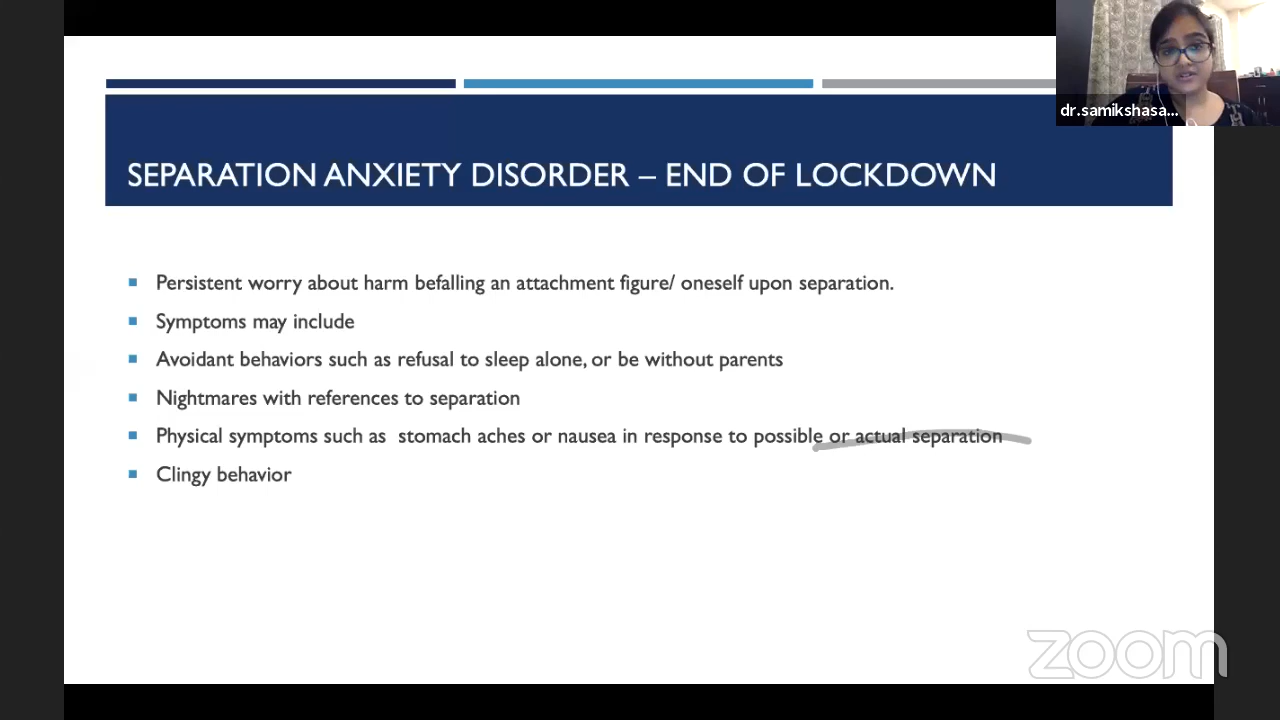 dr.samikshasa...
SEPARATION ANXIETY DISORDER – END OF LOCKDOWN
Persistent worry about harm befalling an attachment figure/ oneself upon separation.
Symptoms may include
Avoidant behaviors such as refusal to sleep alone, or be without parents
Nightmares with references to separation
Physical symptoms such as  stomach aches or nausea in response to possible or actual separation
Clingy behavior
zoom